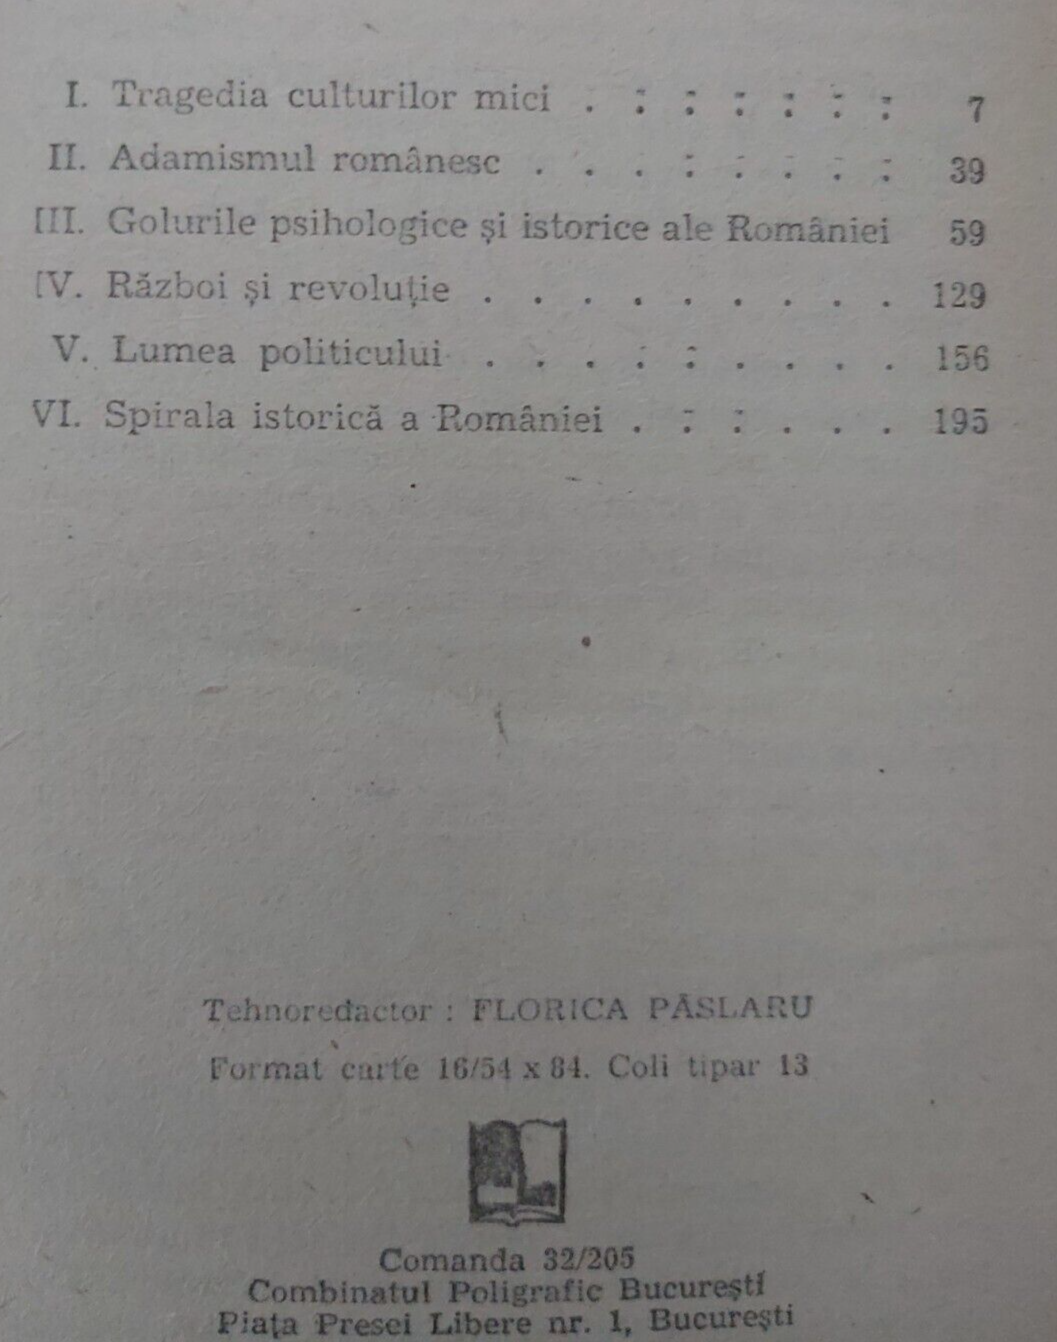 I. Tragedia culturilor mici . : : : : : : 7
II. Adamismul românesc . . . : . : : : 39
III. Golurile psihologice și istorice ale României 59
IV. Război și revoluție . . . . . . . . . 129
V. Lumea politicului . . . : : . . . . 156
VI. Spirala istorică a României . : : . . . 195
Tehnoredactor : FLORICA PÂSLARU
Format carte 16/54 x 84. Coli tipar 13
Comanda 32/205
Combinatul Poligrafic București
Piața Presei Libere nr. 1, București